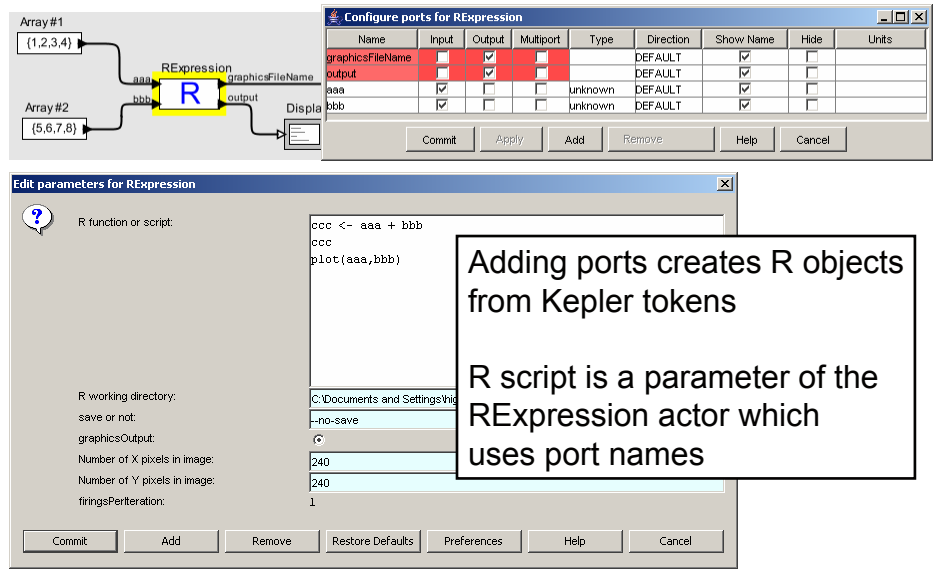 Array #1
{1,2,3,4}
RExpression
aaa
graphicsFileName
R
bbb
output
Array #2
{5,6,7,8}
Displa
Configure ports for RExpression
Name Input Output Multiport Type Direction Show Name Hide Units
graphicsFileName DEFAULT
output DEFAULT
aaa unknown DEFAULT
bbb unknown DEFAULT
Commit Apply Add Remove Help Cancel
Edit parameters for RExpression
?
R function or script:
ccc <- aaa + bbb
ccc
plot(aaa,bbb)
Adding ports creates R objects
from Kepler tokens
R script is a parameter of the
RExpression actor which
uses port names
R working directory: C:\Documents and Settings\hig
save or not: --no-save
graphicsOutput:
Number of X pixels in image: 240
Number of Y pixels in image: 240
firingsPerIteration: 1
Commit Add Remove Restore Defaults Preferences Help Cancel